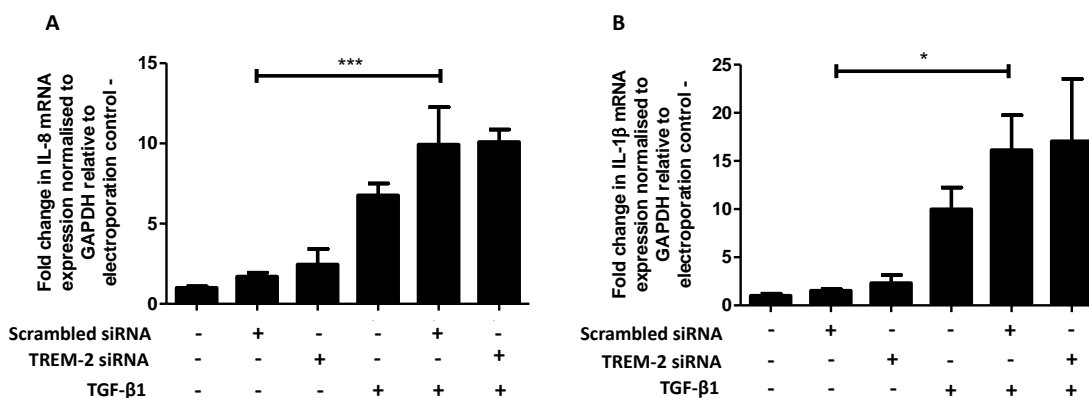 A
Fold change in IL-8 mRNA
expression normalised to
GAPDH relative to
electroporation control -
15
10
5
0
***
Scrambled siRNA - + - - + -
TREM-2 siRNA - - + - - +
TGF-β1 - - - + + +
B
Fold change in IL-1β mRNA
expression normalised to
GAPDH relative to
electroporation control -
25
20
15
10
5
0
*
Scrambled siRNA - + - - + -
TREM-2 siRNA - - + - - +
TGF-β1 - - - + + +